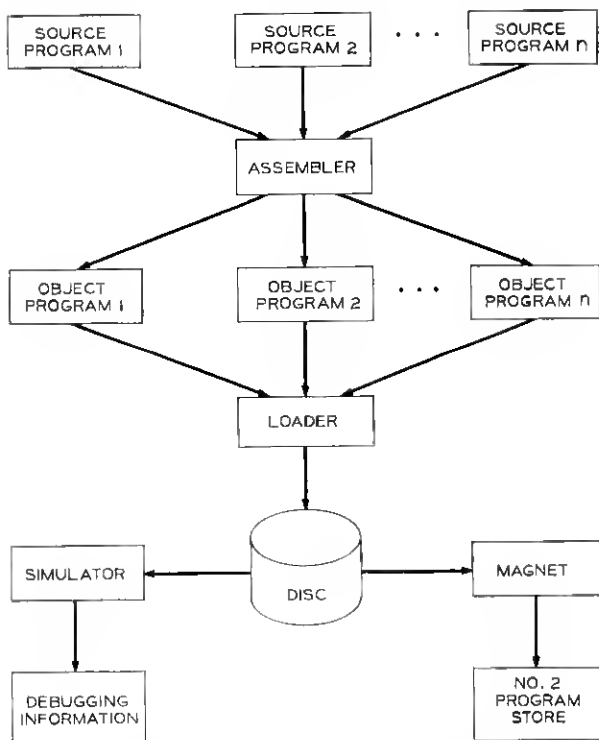 SOURCE
PROGRAM 1
SOURCE
PROGRAM 2
. . .
SOURCE
PROGRAM n
ASSEMBLER
OBJECT
PROGRAM 1
OBJECT
PROGRAM 2
. . .
OBJECT
PROGRAM n
LOADER
SIMULATOR
DISC
MAGNET
DEBUGGING
INFORMATION
NO. 2
PROGRAM
STORE